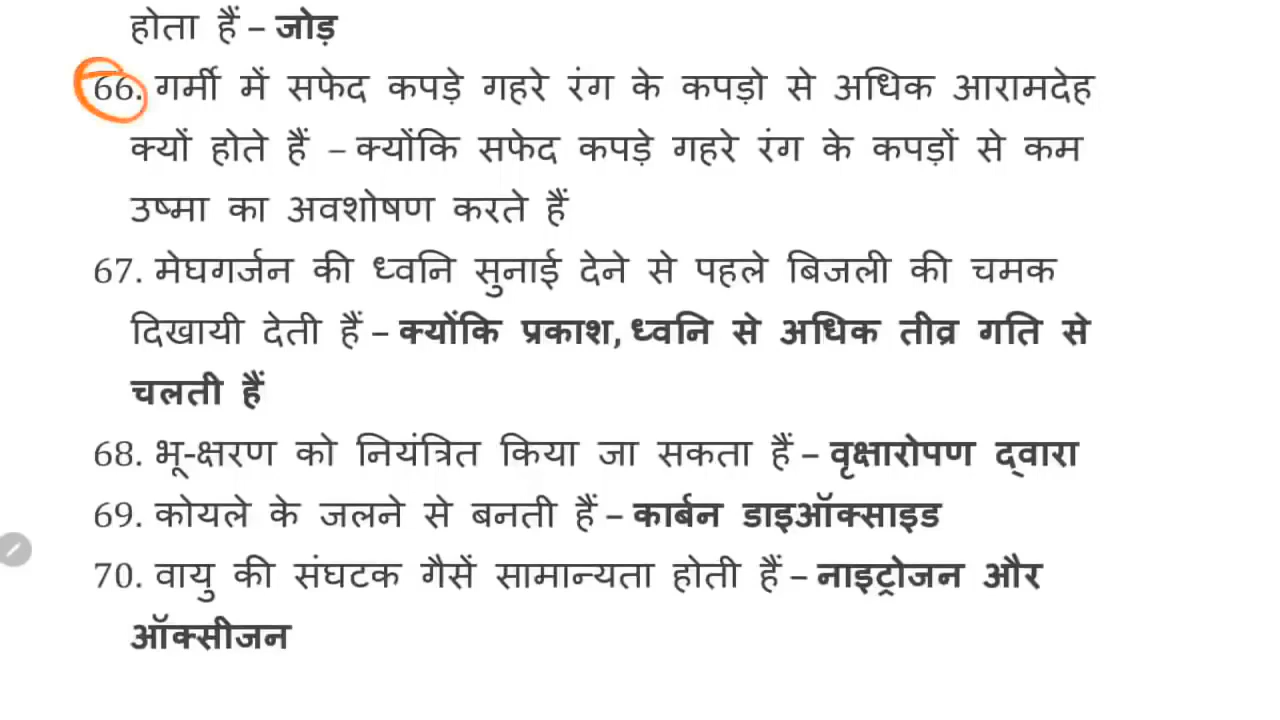 होता हैं – जोड़
66. गर्मी में सफेद कपड़े गहरे रंग के कपड़ो से अधिक आरामदेह
क्यों होते हैं – क्योंकि सफेद कपड़े गहरे रंग के कपड़ों से कम
उष्मा का अवशोषण करते हैं
67. मेघगर्जन की ध्वनि सुनाई देने से पहले बिजली की चमक
दिखायी देती हैं – क्योंकि प्रकाश, ध्वनि से अधिक तीव्र गति से
चलती हैं
68. भू-क्षरण को नियंत्रित किया जा सकता हैं – वृक्षारोपण द्वारा
69. कोयले के जलने से बनती हैं – कार्बन डाइऑक्साइड
70. वायु की संघटक गैसें सामान्यता होती हैं – नाइट्रोजन और
ऑक्सीजन